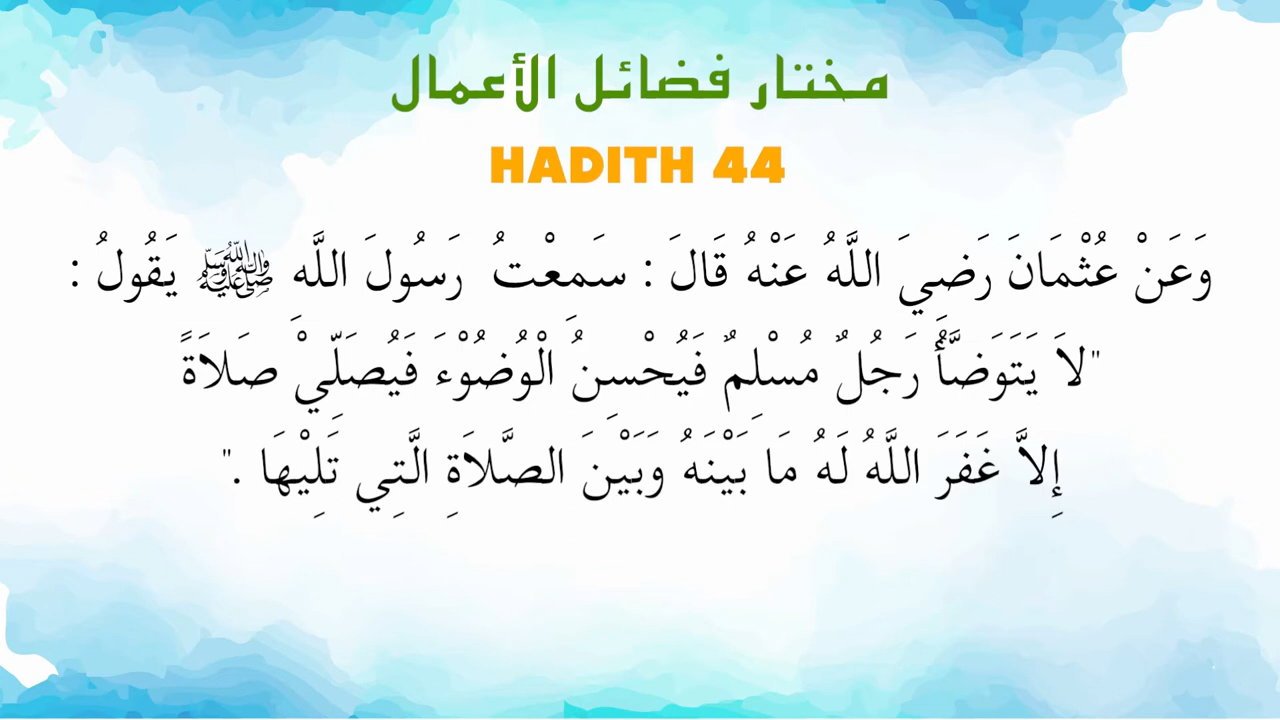 مختار فضائل الأعمال
HADITH 44
وَعَنْ عُثْمَانَ رَضِيَ اللَّهُ عَنْهُ قَالَ : سَمِعْتُ رَسُولَ اللَّهِ ﷺ يَقُولُ :
"لاَ يَتَوَضَّأُ رَجُلٌ مُسْلِمٌ فَيُحْسِنُ الْوُضُوْءَ فَيُصَلِّيْ صَلاَةً
إِلاَّ غَفَرَ اللَّهُ لَهُ مَا بَيْنَهُ وَبَيْنَ الصَّلاَةِ الَّتِي تَلِيْهَا ."